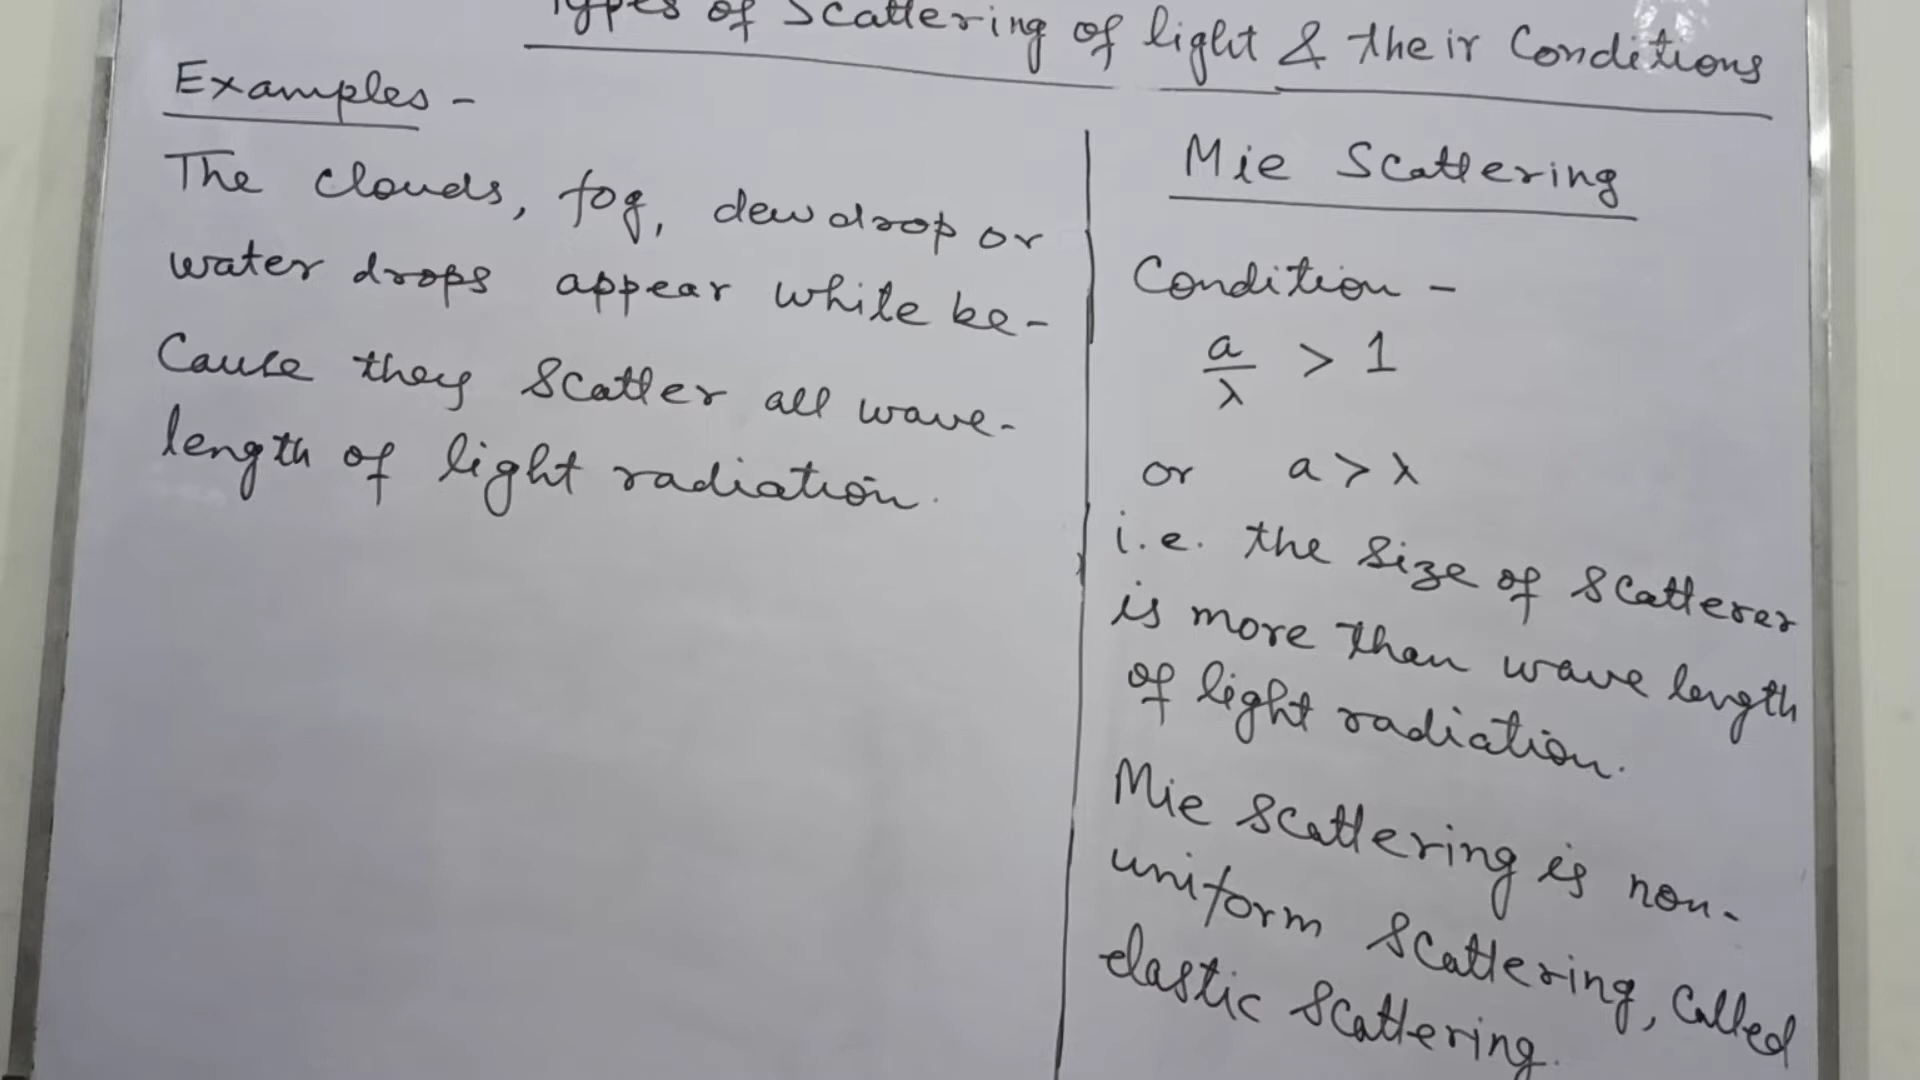 Types of Scattering of light & their Conditions
Examples -
The clouds, fog, dew drop or
water drops appear while be-
Cause they Scatter all wave-
length of light radiation.
Mie Scattering
Condition -
a/λ > 1
or a > λ
i.e. the Size of Scatterer
is more than wave length
of light radiation.
Mie Scattering is non-
uniform Scattering, Called
elastic Scattering.